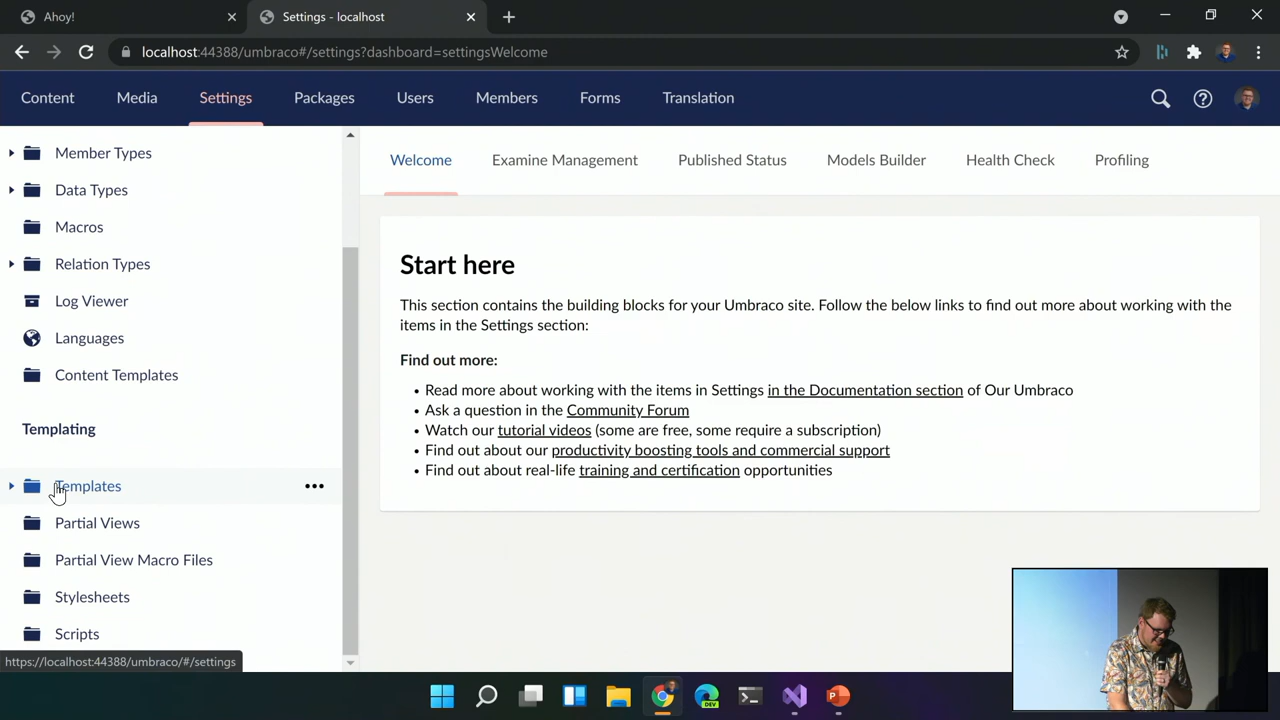 Ahoy!
Settings - localhost
localhost:44388/umbraco#/settings?dashboard=settingsWelcome
Content Media Settings Packages Users Members Forms Translation
Member Types
Data Types
Macros
Relation Types
Log Viewer
Languages
Content Templates
Templating
Templates
Partial Views
Partial View Macro Files
Stylesheets
Scripts
https://localhost:44388/umbraco/#/settings
Welcome Examine Management Published Status Models Builder Health Check Profiling
Start here
This section contains the building blocks for your Umbraco site. Follow the below links to find out more about working with the
items in the Settings section:
Find out more:
• Read more about working with the items in Settings in the Documentation section of Our Umbraco
• Ask a question in the Community Forum
• Watch our tutorial videos (some are free, some require a subscription)
• Find out about our productivity boosting tools and commercial support
• Find out about real-life training and certification opportunities
DEV